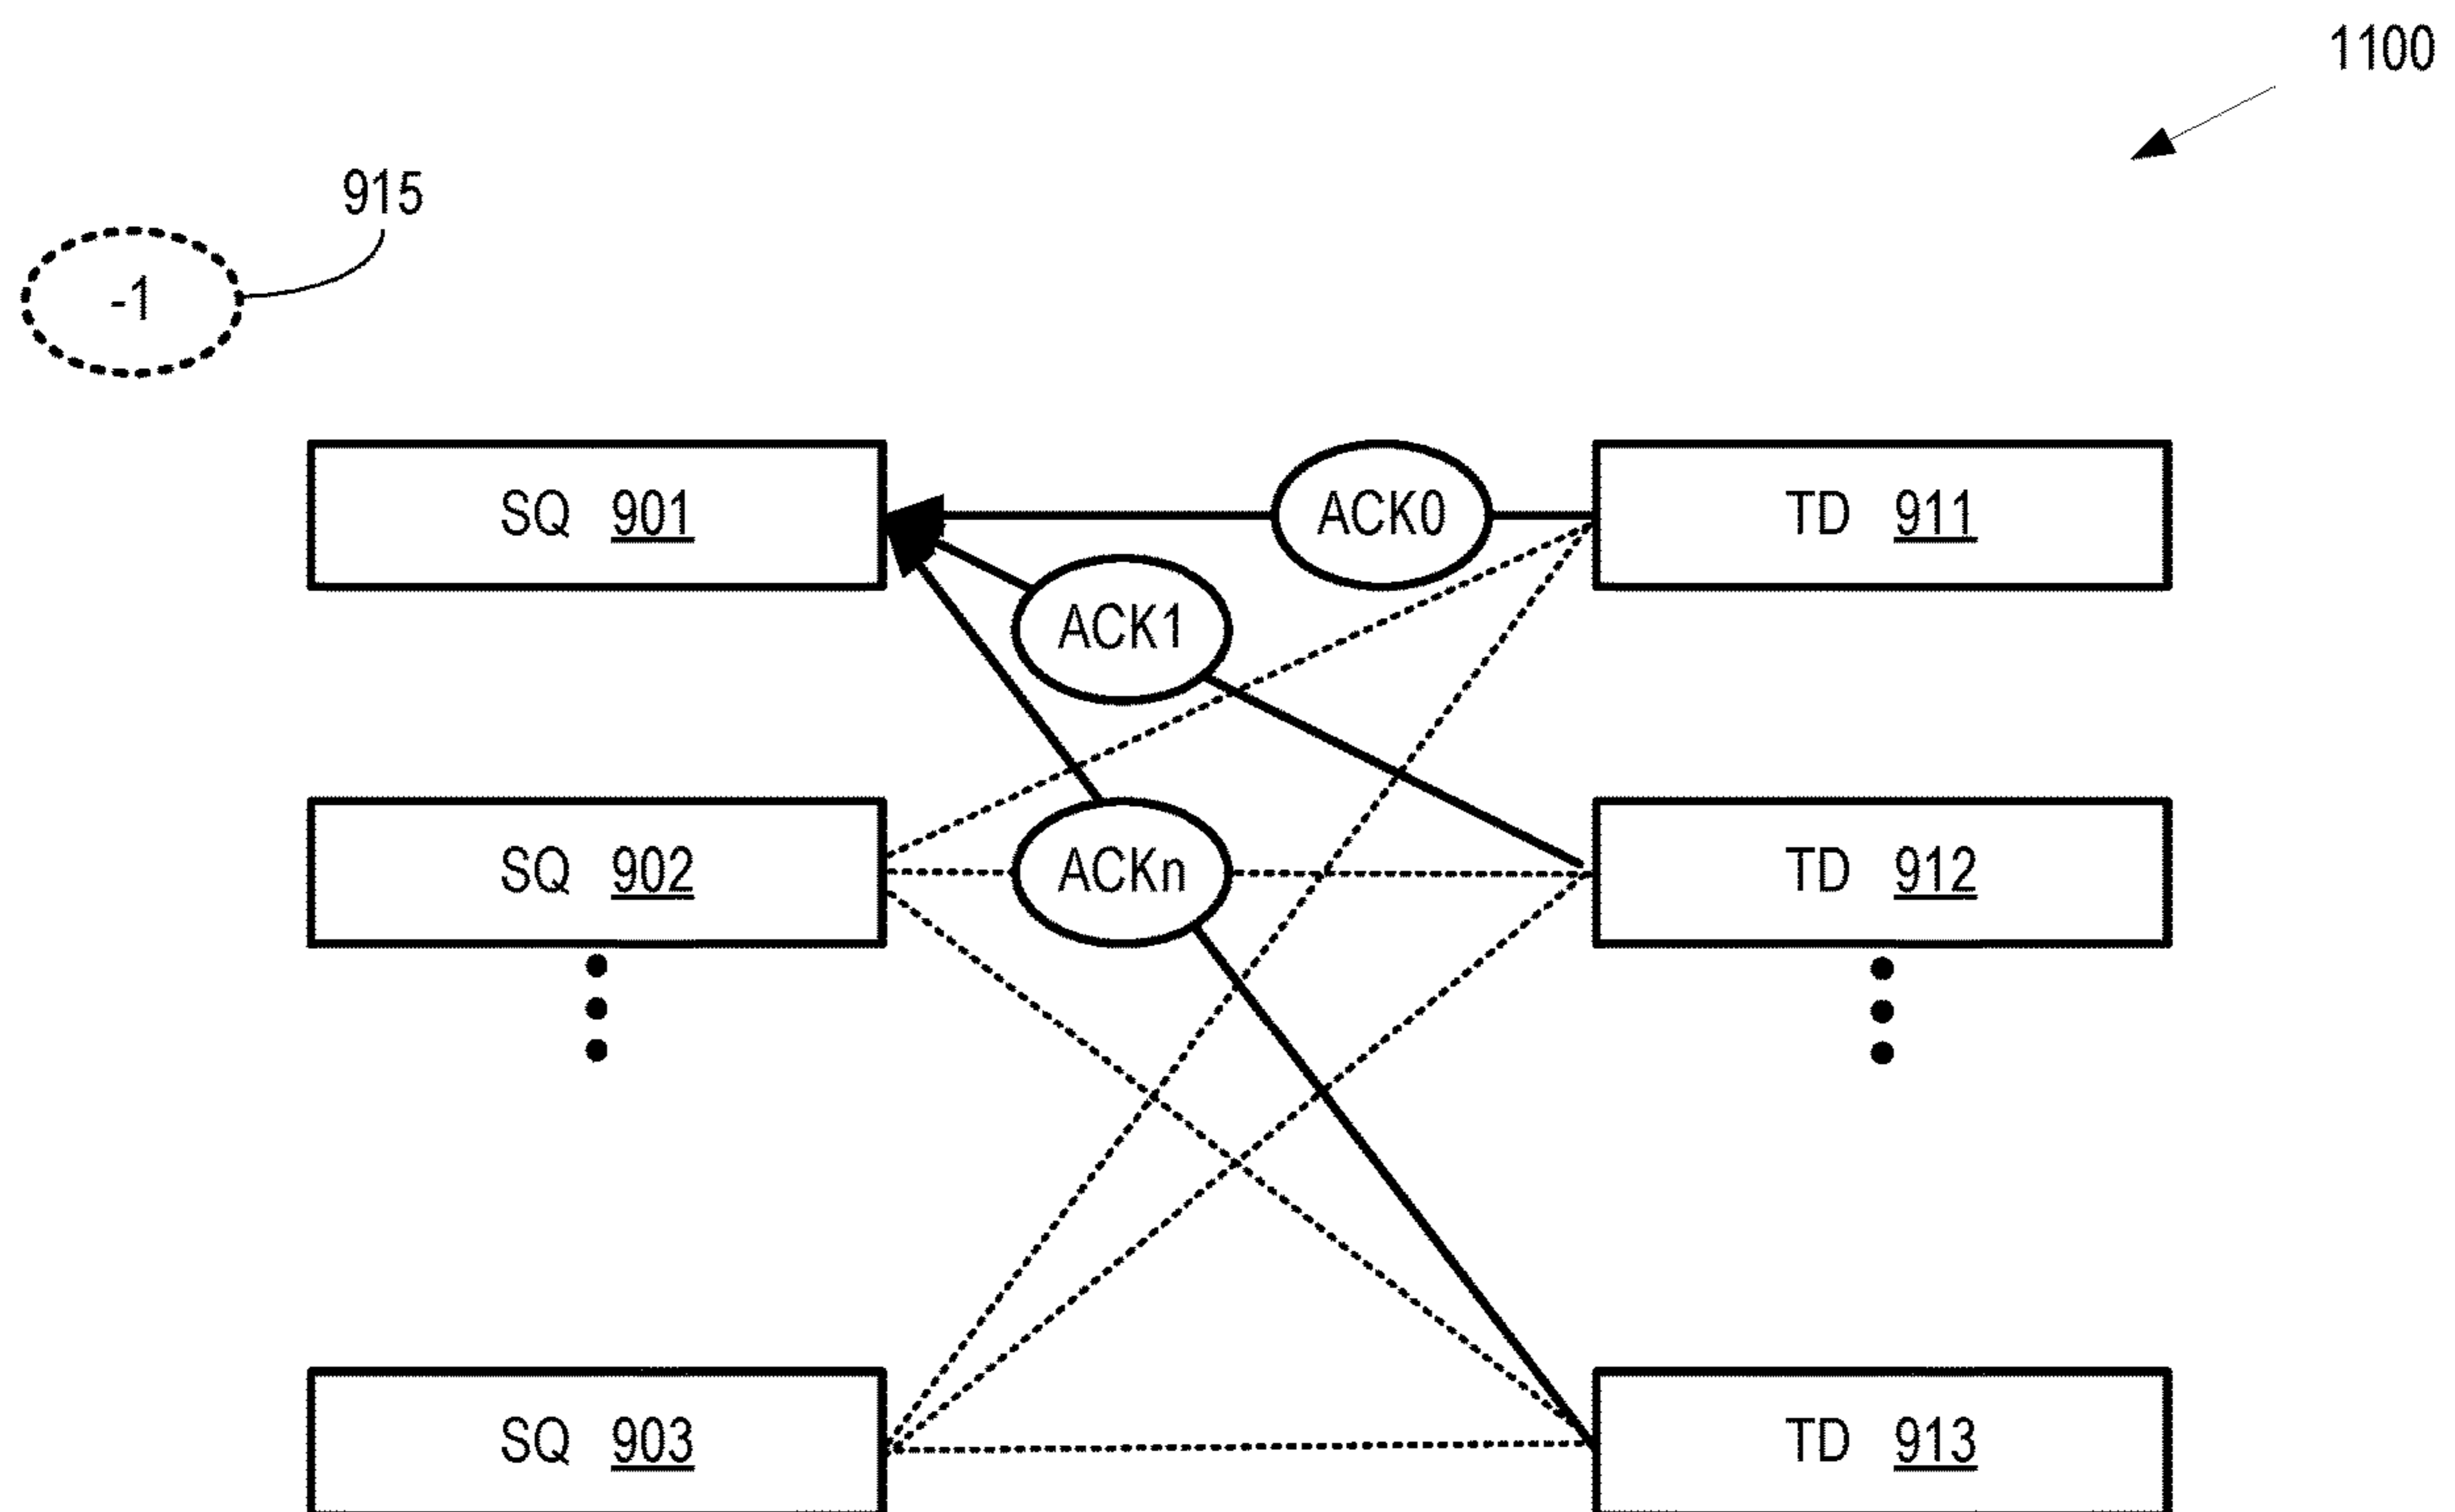 1100
915
-1
SQ 901
ACK0
TD 911
ACK1
SQ 902
ACKn
TD 912
SQ 903
TD 913